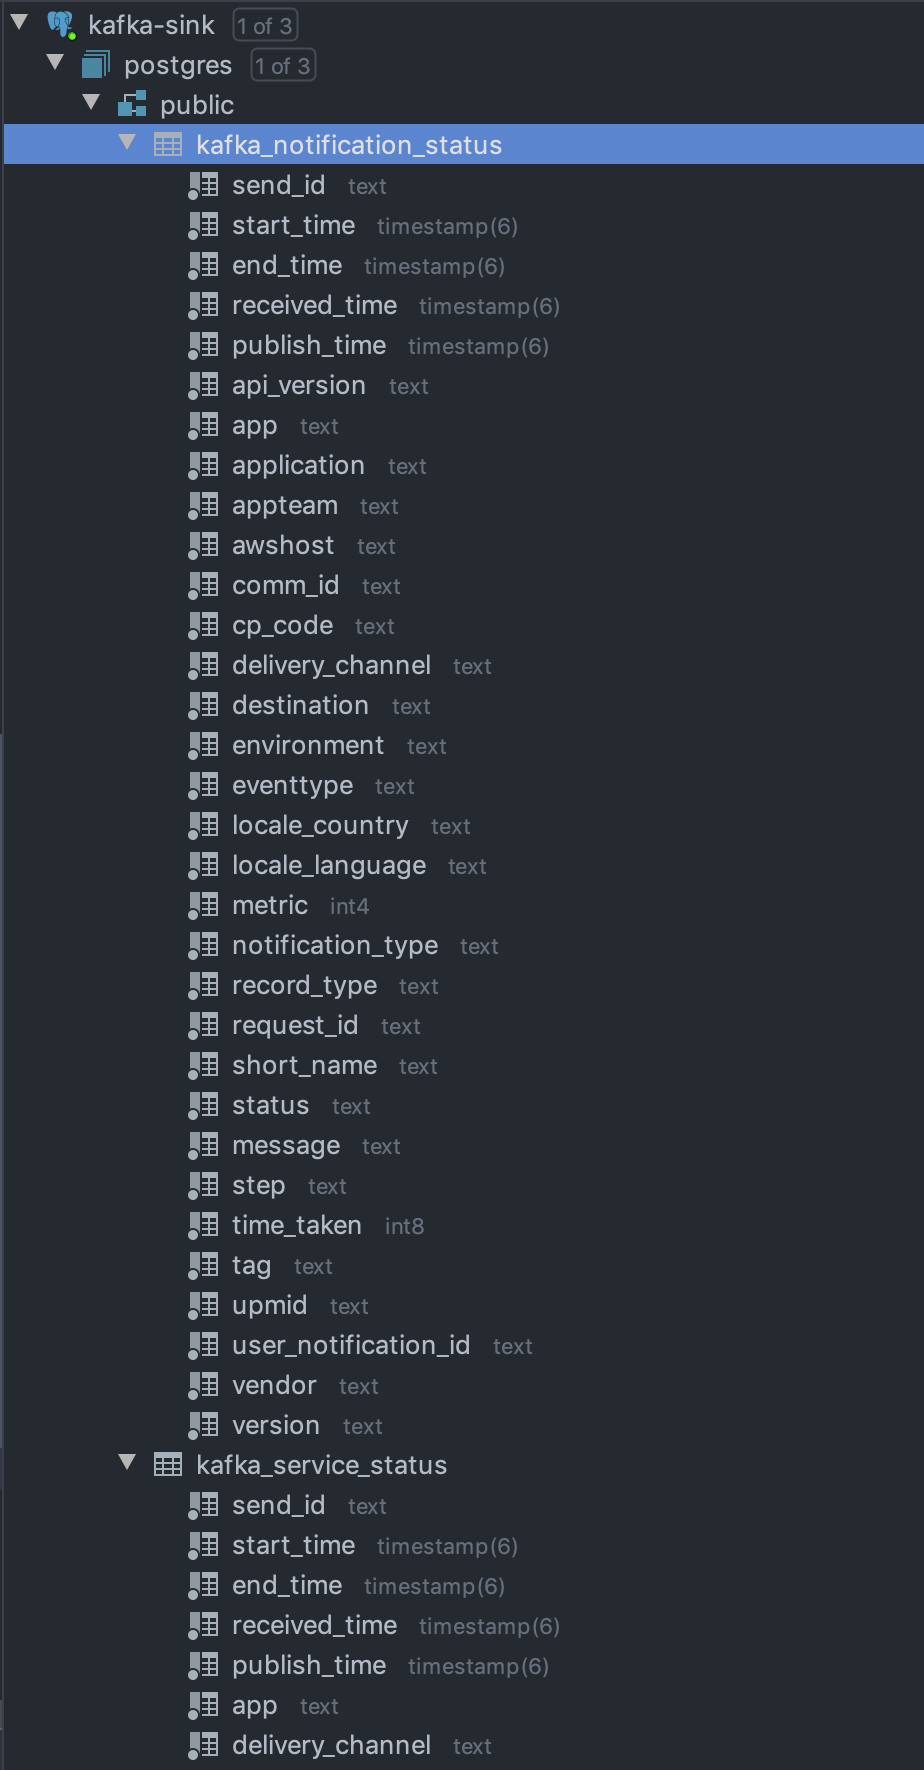 kafka-sink 1 of 3
postgres 1 of 3
public
kafka_notification_status
send_id text
start_time timestamp(6)
end_time timestamp(6)
received_time timestamp(6)
publish_time timestamp(6)
api_version text
app text
application text
appteam text
awshost text
comm_id text
cp_code text
delivery_channel text
destination text
environment text
eventtype text
locale_country text
locale_language text
metric int4
notification_type text
record_type text
request_id text
short_name text
status text
message text
step text
time_taken int8
tag text
upmid text
user_notification_id text
vendor text
version text
kafka_service_status
send_id text
start_time timestamp(6)
end_time timestamp(6)
received_time timestamp(6)
publish_time timestamp(6)
app text
delivery_channel text